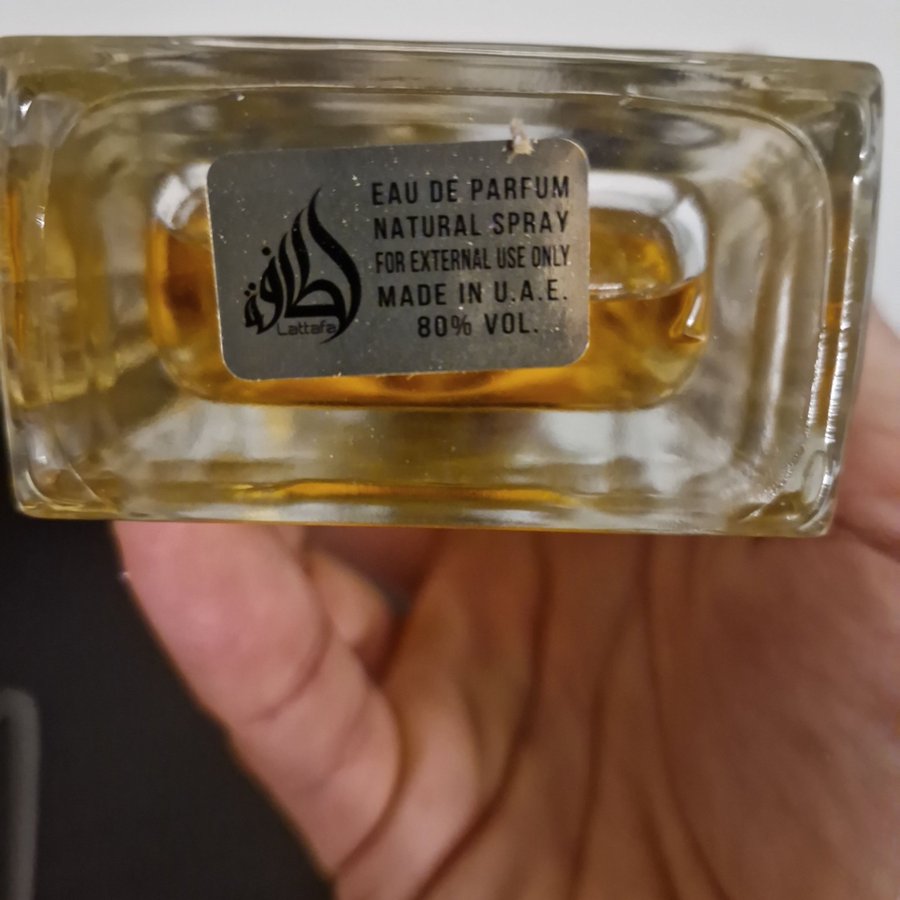 لطافة
Lattafa
EAU DE PARFUM
NATURAL SPRAY
FOR EXTERNAL USE ONLY
MADE IN U.A.E.
80% VOL.